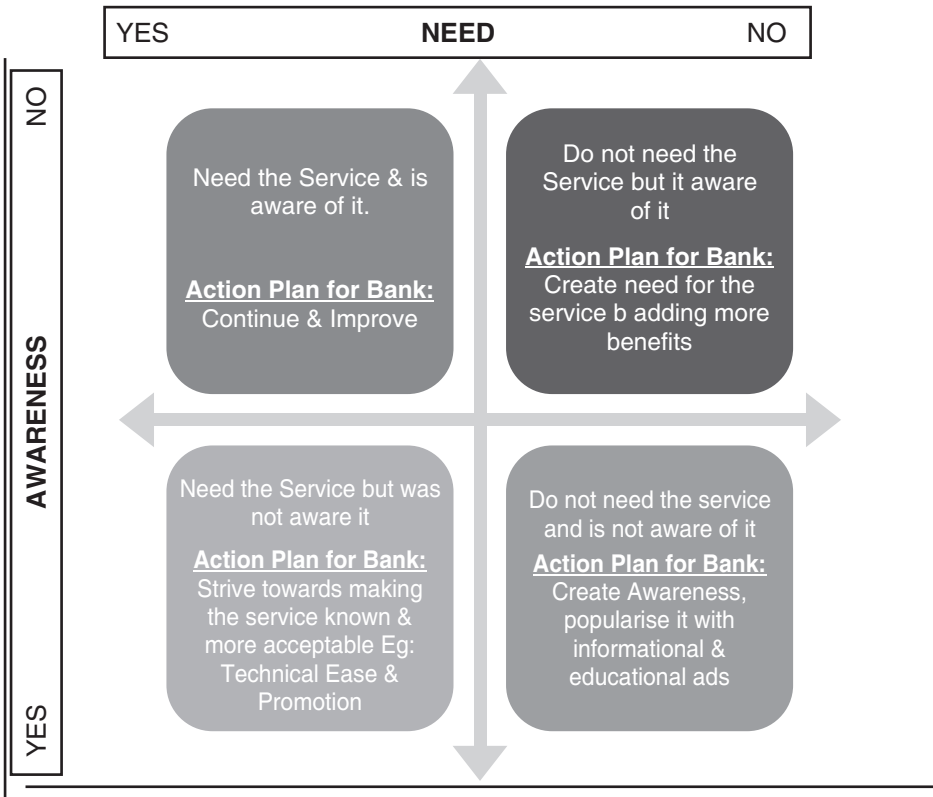 YES NEED NO
NO
AWARENESS
YES
Need the Service & is
aware of it.
Action Plan for Bank:
Continue & Improve
Do not need the
Service but it aware
of it
Action Plan for Bank:
Create need for the
service b adding more
benefits
Need the Service but was
not aware it
Action Plan for Bank:
Strive towards making
the service known &
more acceptable Eg:
Technical Ease &
Promotion
Do not need the service
and is not aware of it
Action Plan for Bank:
Create Awareness,
popularise it with
informational &
educational ads